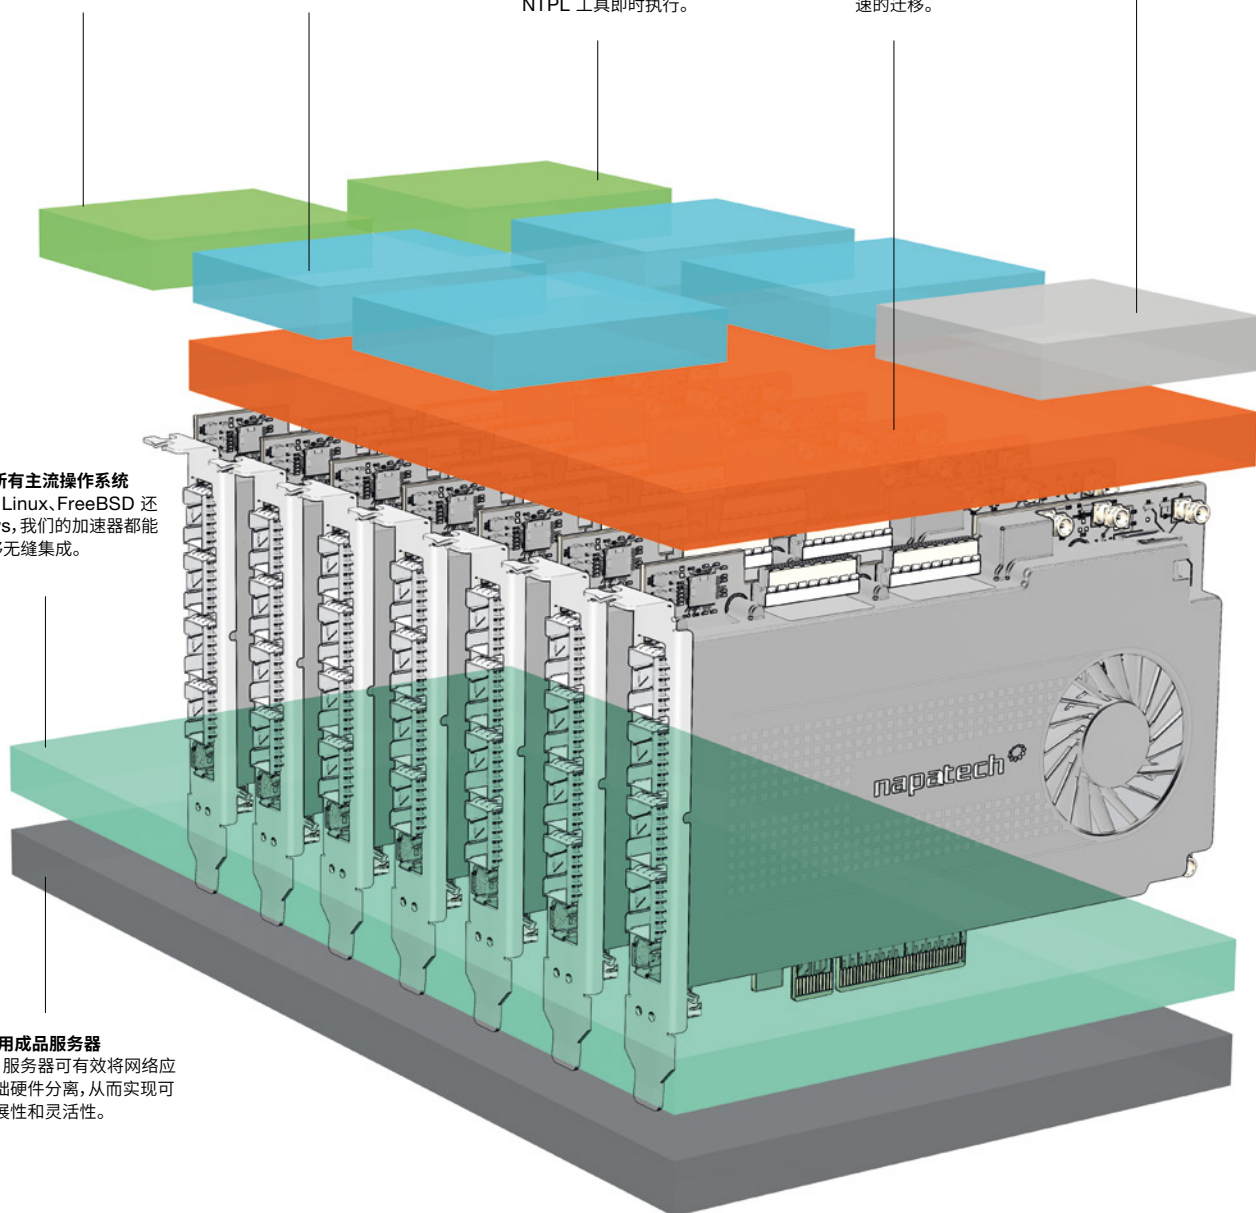 NTPL 工具即时执行。
速的迁移。
所有主流操作系统
Linux、FreeBSD 还
s，我们的加速器都能
够无缝集成。
napatech
用成品服务器
服务器可有效将网络应
础硬件分离，从而实现可
展性和灵活性。